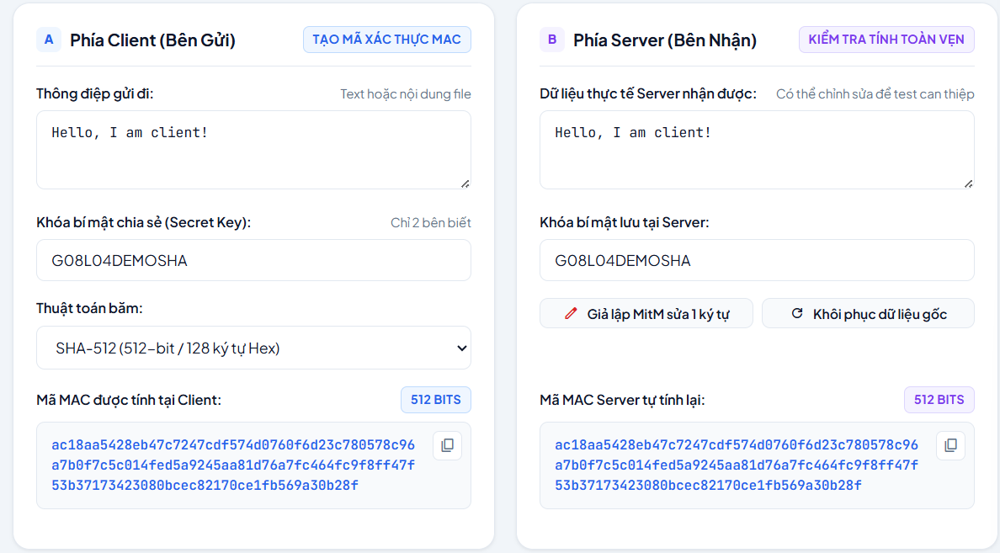 A Phía Client (Bên Gửi) TẠO MÃ XÁC THỰC MAC
Thông điệp gửi đi: Text hoặc nội dung file
Hello, I am client!
Khóa bí mật chia sẻ (Secret Key): Chỉ 2 bên biết
G08L04DEMOSHA
Thuật toán băm:
SHA-512 (512-bit / 128 ký tự Hex)
Mã MAC được tính tại Client: 512 BITS
ac18aa5428eb47c7247cdf574d0760f6d23c780578c96
a7b0f7c5c014fed5a9245aa81d76a7fc464fc9f8ff47f
53b37173423080bcec82170ce1fb569a30b28f
B Phía Server (Bên Nhận) KIỂM TRA TÍNH TOÀN VẸN
Dữ liệu thực tế Server nhận được: Có thể chỉnh sửa để test can thiệp
Hello, I am client!
Khóa bí mật lưu tại Server:
G08L04DEMOSHA
Giả lập MitM sửa 1 ký tự Khôi phục dữ liệu gốc
Mã MAC Server tự tính lại: 512 BITS
ac18aa5428eb47c7247cdf574d0760f6d23c780578c96
a7b0f7c5c014fed5a9245aa81d76a7fc464fc9f8ff47f
53b37173423080bcec82170ce1fb569a30b28f